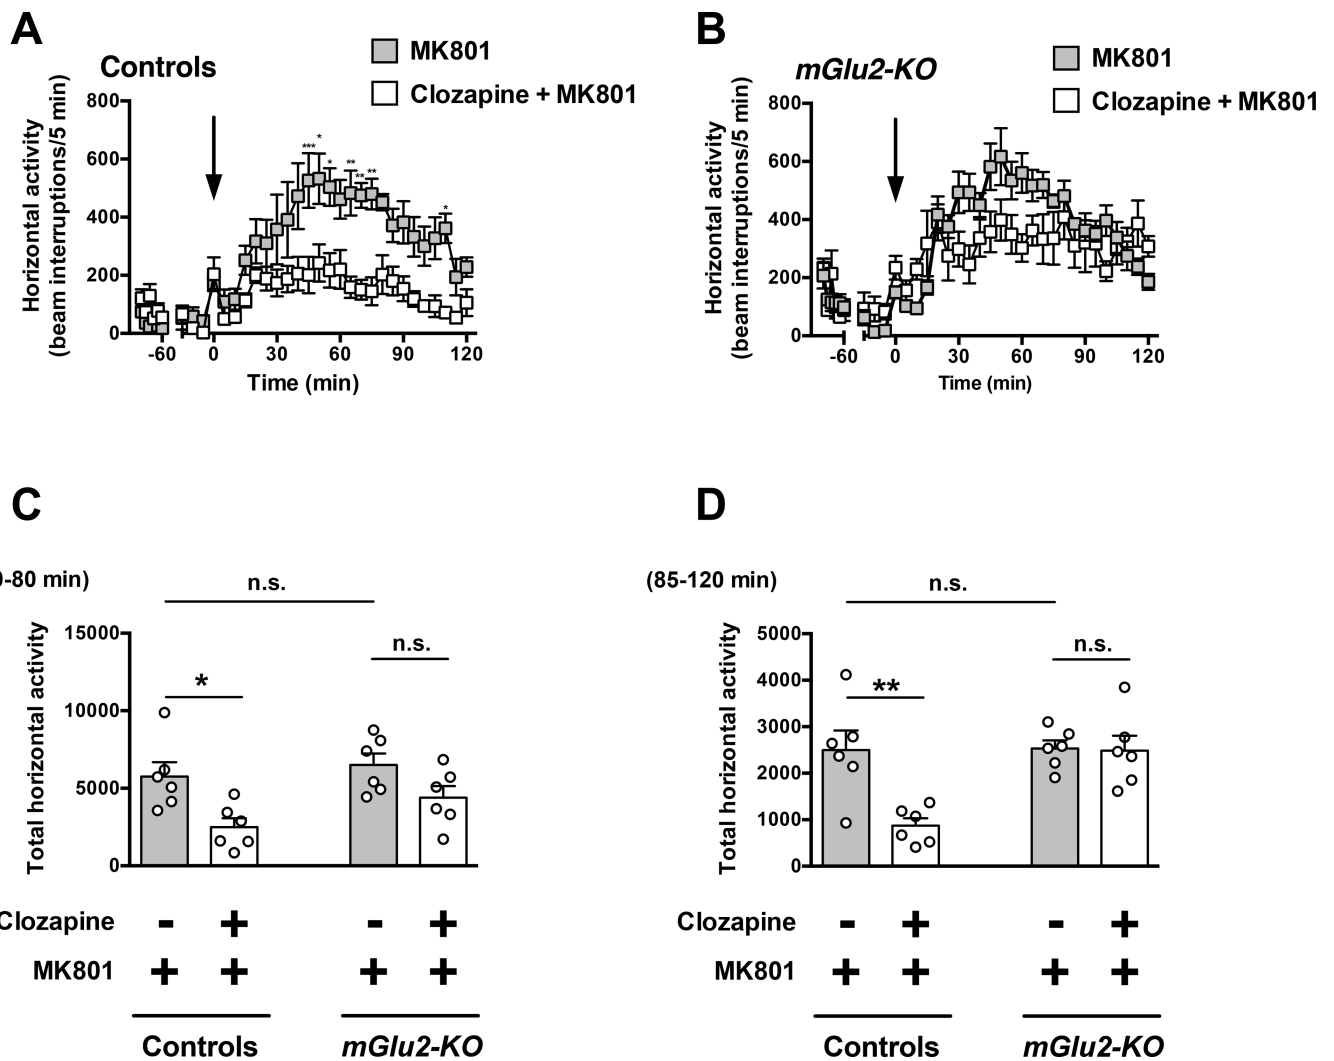 A
Controls
MK801
Clozapine + MK801
Horizontal activity
(beam interruptions/5 min)
800
600
400
200
0
***
*
*
**
**
**
*
-60
0
30
60
90
120
Time (min)
B
mGlu2-KO
MK801
Clozapine + MK801
Horizontal activity
(beam interruptions/5 min)
800
600
400
200
0
-60
0
30
60
90
120
Time (min)
C
0-80 min)
n.s.
n.s.
*
Total horizontal activity
15000
10000
5000
0
Clozapine - + - +
MK801 + + + +
Controls mGlu2-KO
D
(85-120 min)
n.s.
n.s.
**
Total horizontal activity
5000
4000
3000
2000
1000
0
Clozapine - + - +
MK801 + + + +
Controls mGlu2-KO